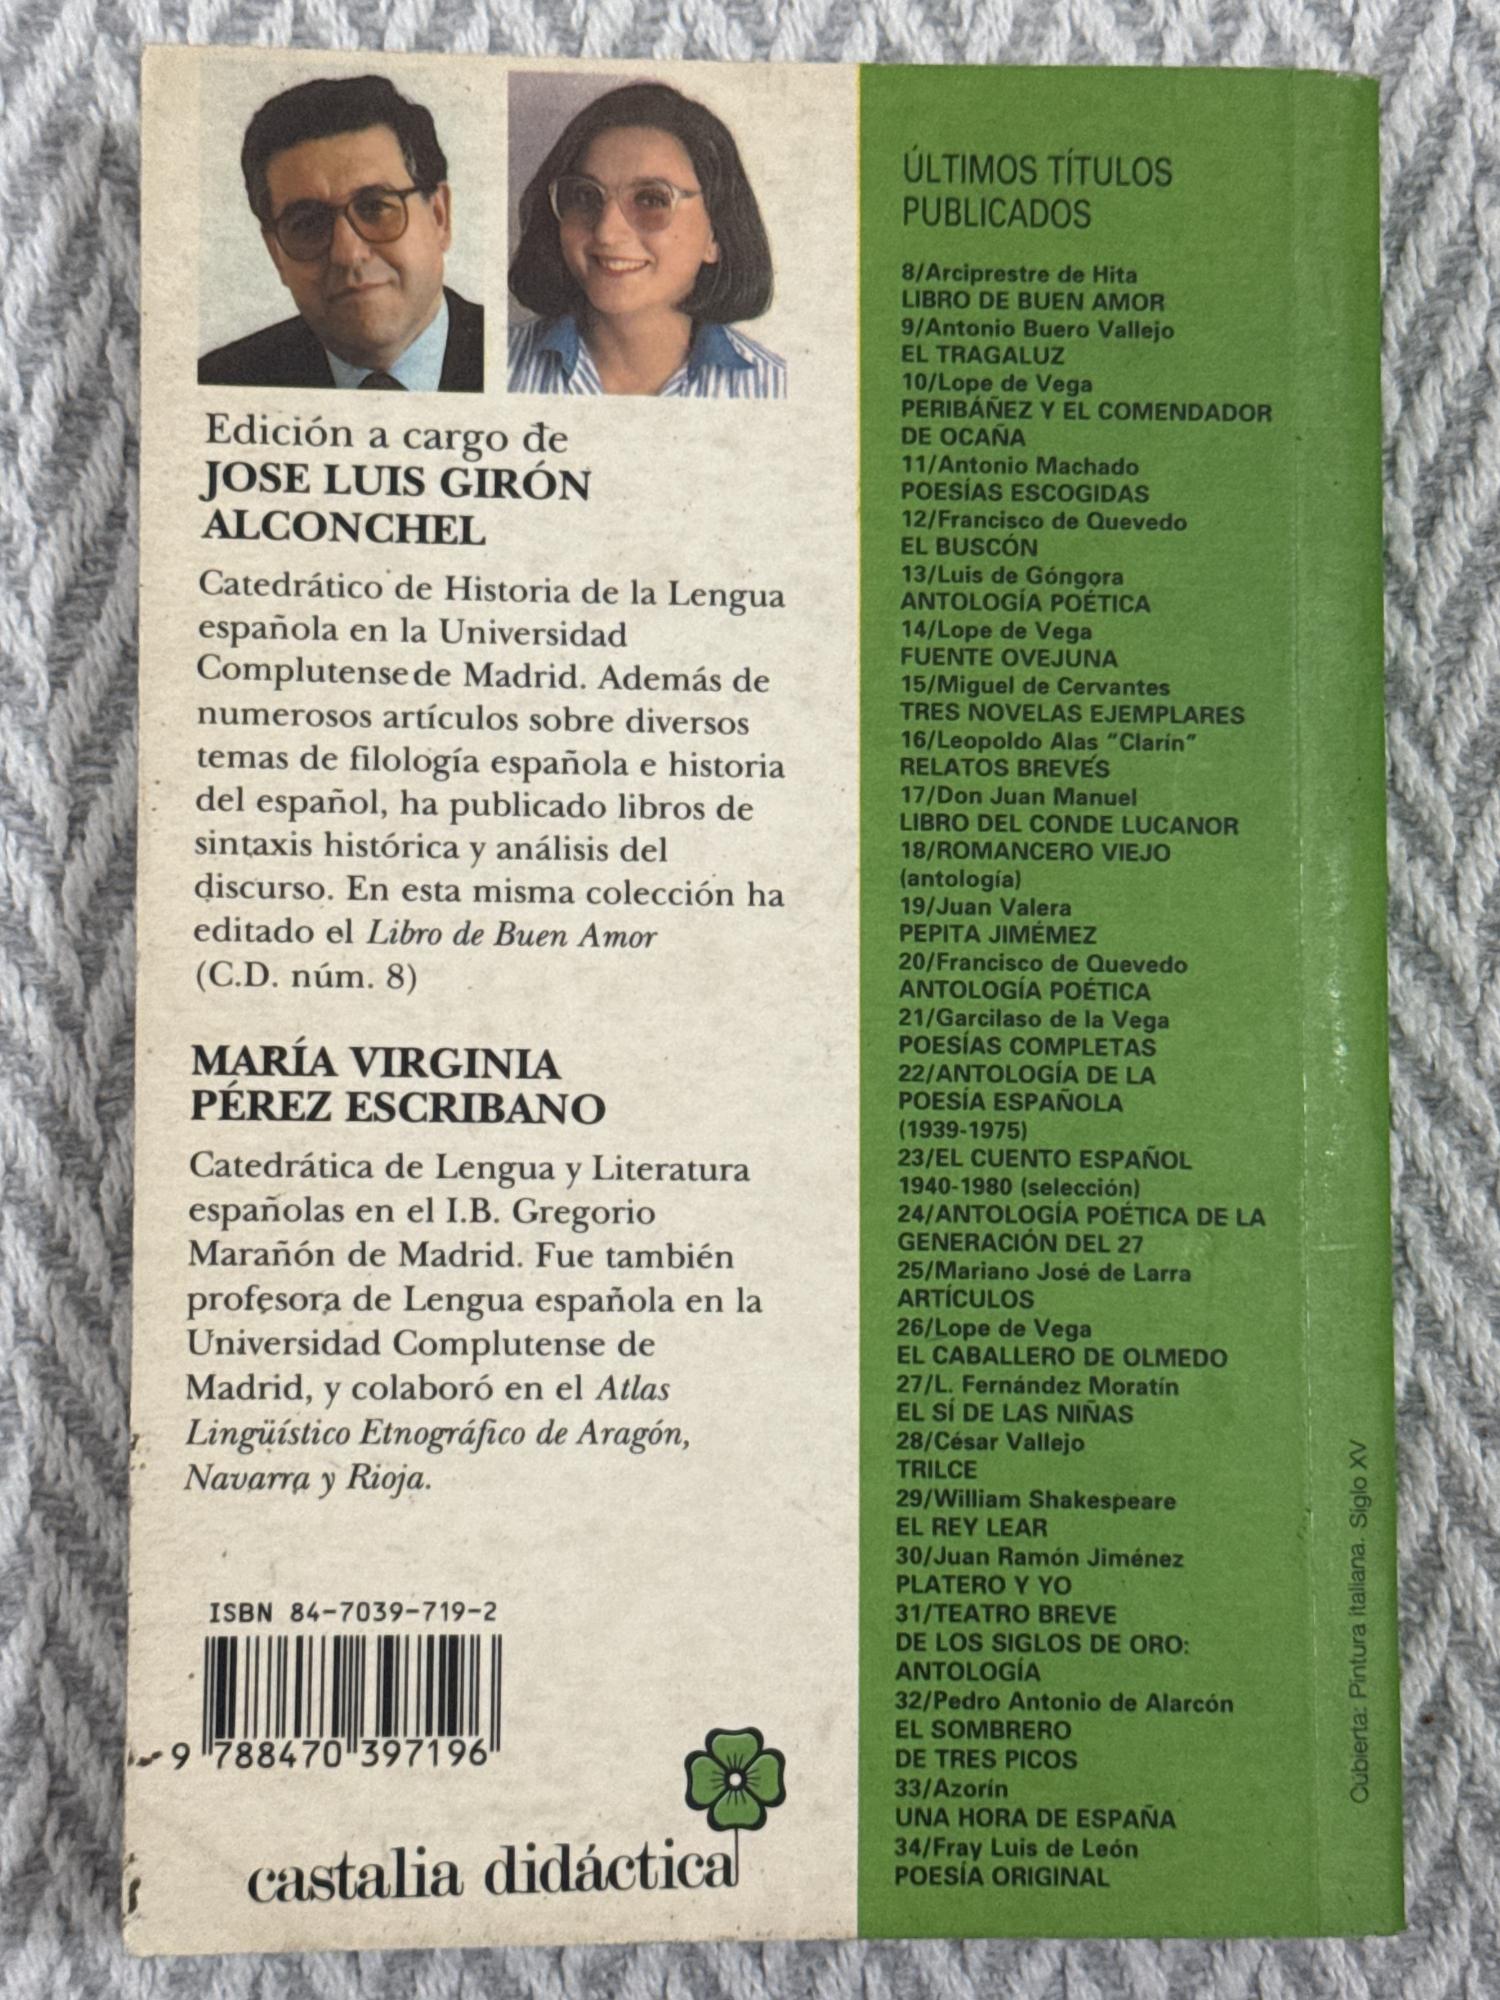 Edición a cargo de
JOSE LUIS GIRÓN
ALCONCHEL
Catedrático de Historia de la Lengua
española en la Universidad
Complutense de Madrid. Además de
numerosos artículos sobre diversos
temas de filología española e historia
del español, ha publicado libros de
sintaxis histórica y análisis del
discurso. En esta misma colección ha
editado el Libro de Buen Amor
(C.D. núm. 8)
MARÍA VIRGINIA
PÉREZ ESCRIBANO
Catedrática de Lengua y Literatura
españolas en el I.B. Gregorio
Marañón de Madrid. Fue también
profesora de Lengua española en la
Universidad Complutense de
Madrid, y colaboró en el Atlas
Lingüístico Etnográfico de Aragón,
Navarra y Rioja.
ISBN 84-7039-719-2
9 788470 397196
castalia didáctica
ÚLTIMOS TÍTULOS
PUBLICADOS
8/Arcipreste de Hita
LIBRO DE BUEN AMOR
9/Antonio Buero Vallejo
EL TRAGALUZ
10/Lope de Vega
PERIBÁÑEZ Y EL COMENDADOR
DE OCAÑA
11/Antonio Machado
POESÍAS ESCOGIDAS
12/Francisco de Quevedo
EL BUSCÓN
13/Luis de Góngora
ANTOLOGÍA POÉTICA
14/Lope de Vega
FUENTE OVEJUNA
15/Miguel de Cervantes
TRES NOVELAS EJEMPLARES
16/Leopoldo Alas "Clarín"
RELATOS BREVES
17/Don Juan Manuel
LIBRO DEL CONDE LUCANOR
18/ROMANCERO VIEJO
(antología)
19/Juan Valera
PEPITA JIMÉMEZ
20/Francisco de Quevedo
ANTOLOGÍA POÉTICA
21/Garcilaso de la Vega
POESÍAS COMPLETAS
22/ANTOLOGÍA DE LA
POESÍA ESPAÑOLA
(1939-1975)
23/EL CUENTO ESPAÑOL
1940-1980 (selección)
24/ANTOLOGÍA POÉTICA DE LA
GENERACIÓN DEL 27
25/Mariano José de Larra
ARTÍCULOS
26/Lope de Vega
EL CABALLERO DE OLMEDO
27/L. Fernández Moratín
EL SÍ DE LAS NIÑAS
28/César Vallejo
TRILCE
29/William Shakespeare
EL REY LEAR
30/Juan Ramón Jiménez
PLATERO Y YO
31/TEATRO BREVE
DE LOS SIGLOS DE ORO:
ANTOLOGÍA
32/Pedro Antonio de Alarcón
EL SOMBRERO
DE TRES PICOS
33/Azorín
UNA HORA DE ESPAÑA
34/Fray Luis de León
POESÍA ORIGINAL
Cubierta: Pintura italiana. Siglo XV